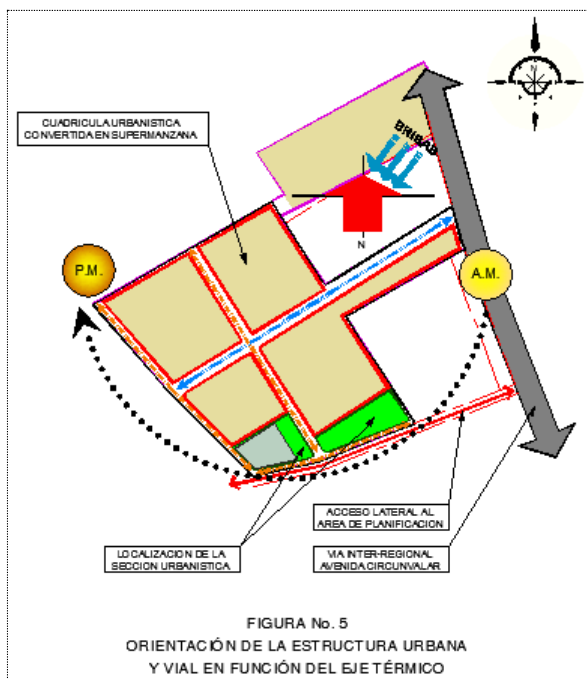 N
CUADRICULA URBANISTICA
CONVERTIDA EN SUPERMANZANA
BRISAS
N
P.M.
A.M.
ACCESO LATERAL AL
AREA DE PLANIFICACION
LOCALIZACION DE LA
SECCION URBANISTICA
VIA INTER-REGIONAL
AVENIDA CIRCUNVALAR
FIGURA No. 5
ORIENTACIÓN DE LA ESTRUCTURA URBANA
Y VIAL EN FUNCIÓN DEL EJE TÉRMICO